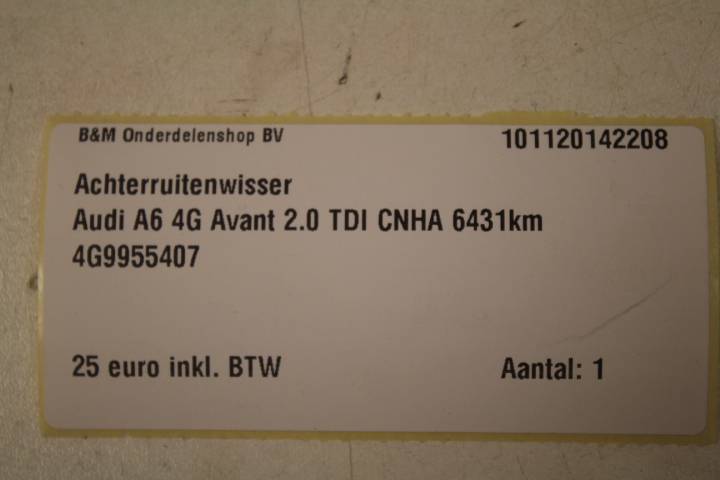 B&M Onderdelenshop BV 101120142208
Achterruitenwisser
Audi A6 4G Avant 2.0 TDI CNHA 6431km
4G9955407
25 euro inkl. BTW Aantal: 1